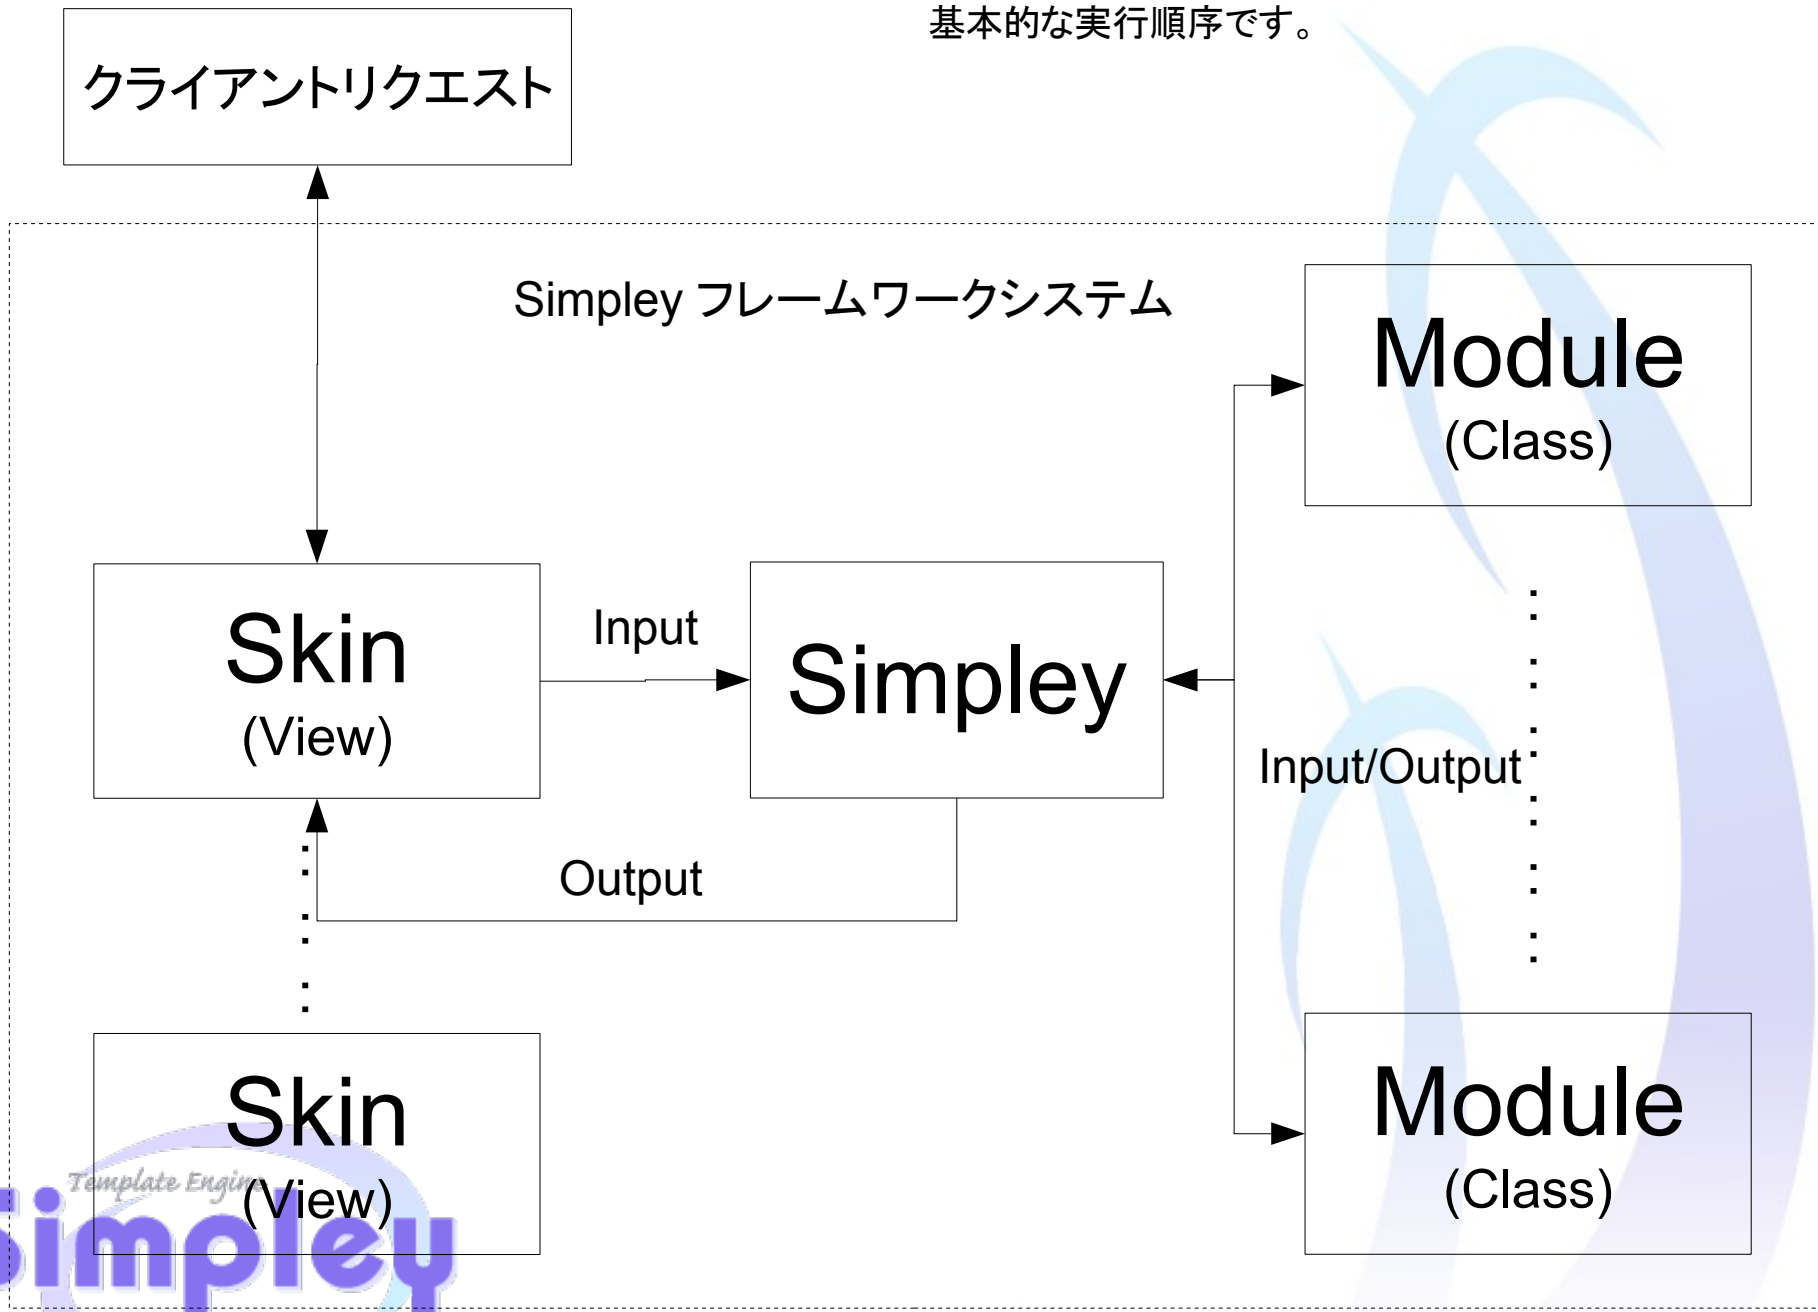 基本的な実行順序です。
クライアントリクエスト
Simpley フレームワークシステム
Module
(Class)
Skin
(View)
Input
Simpley
Input/Output
Output
Skin
(View)
Module
(Class)
Template Engine
Simpley